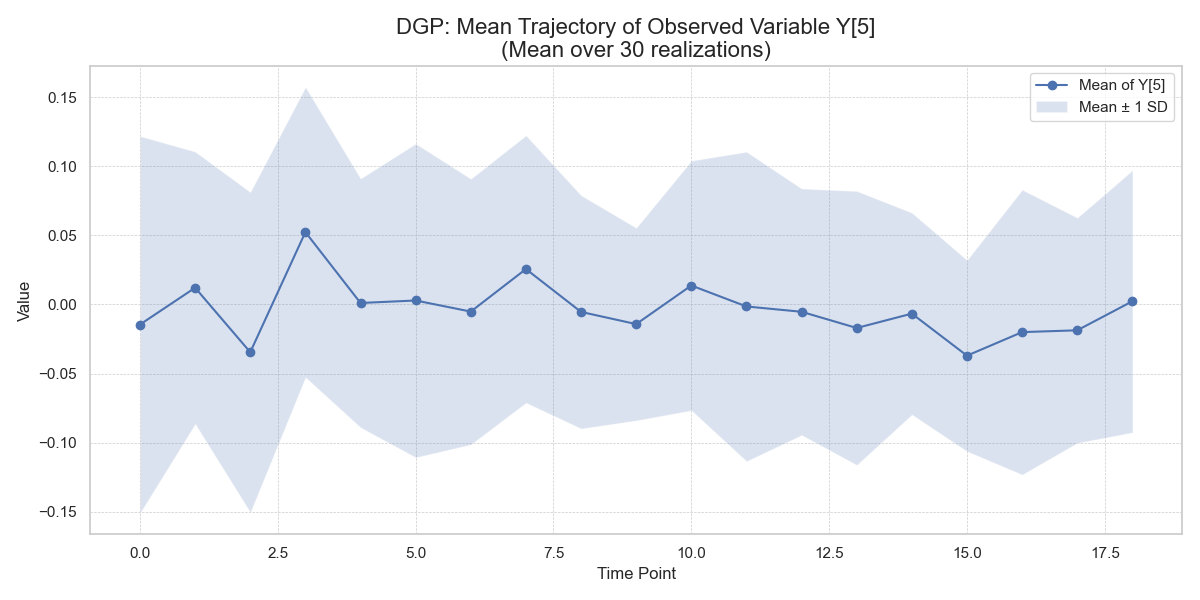 DGP: Mean Trajectory of Observed Variable Y[5]
(Mean over 30 realizations)
Mean of Y[5]
Mean ± 1 SD
Value
0.15
0.10
0.05
0.00
−0.05
−0.10
−0.15
0.0 2.5 5.0 7.5 10.0 12.5 15.0 17.5
Time Point